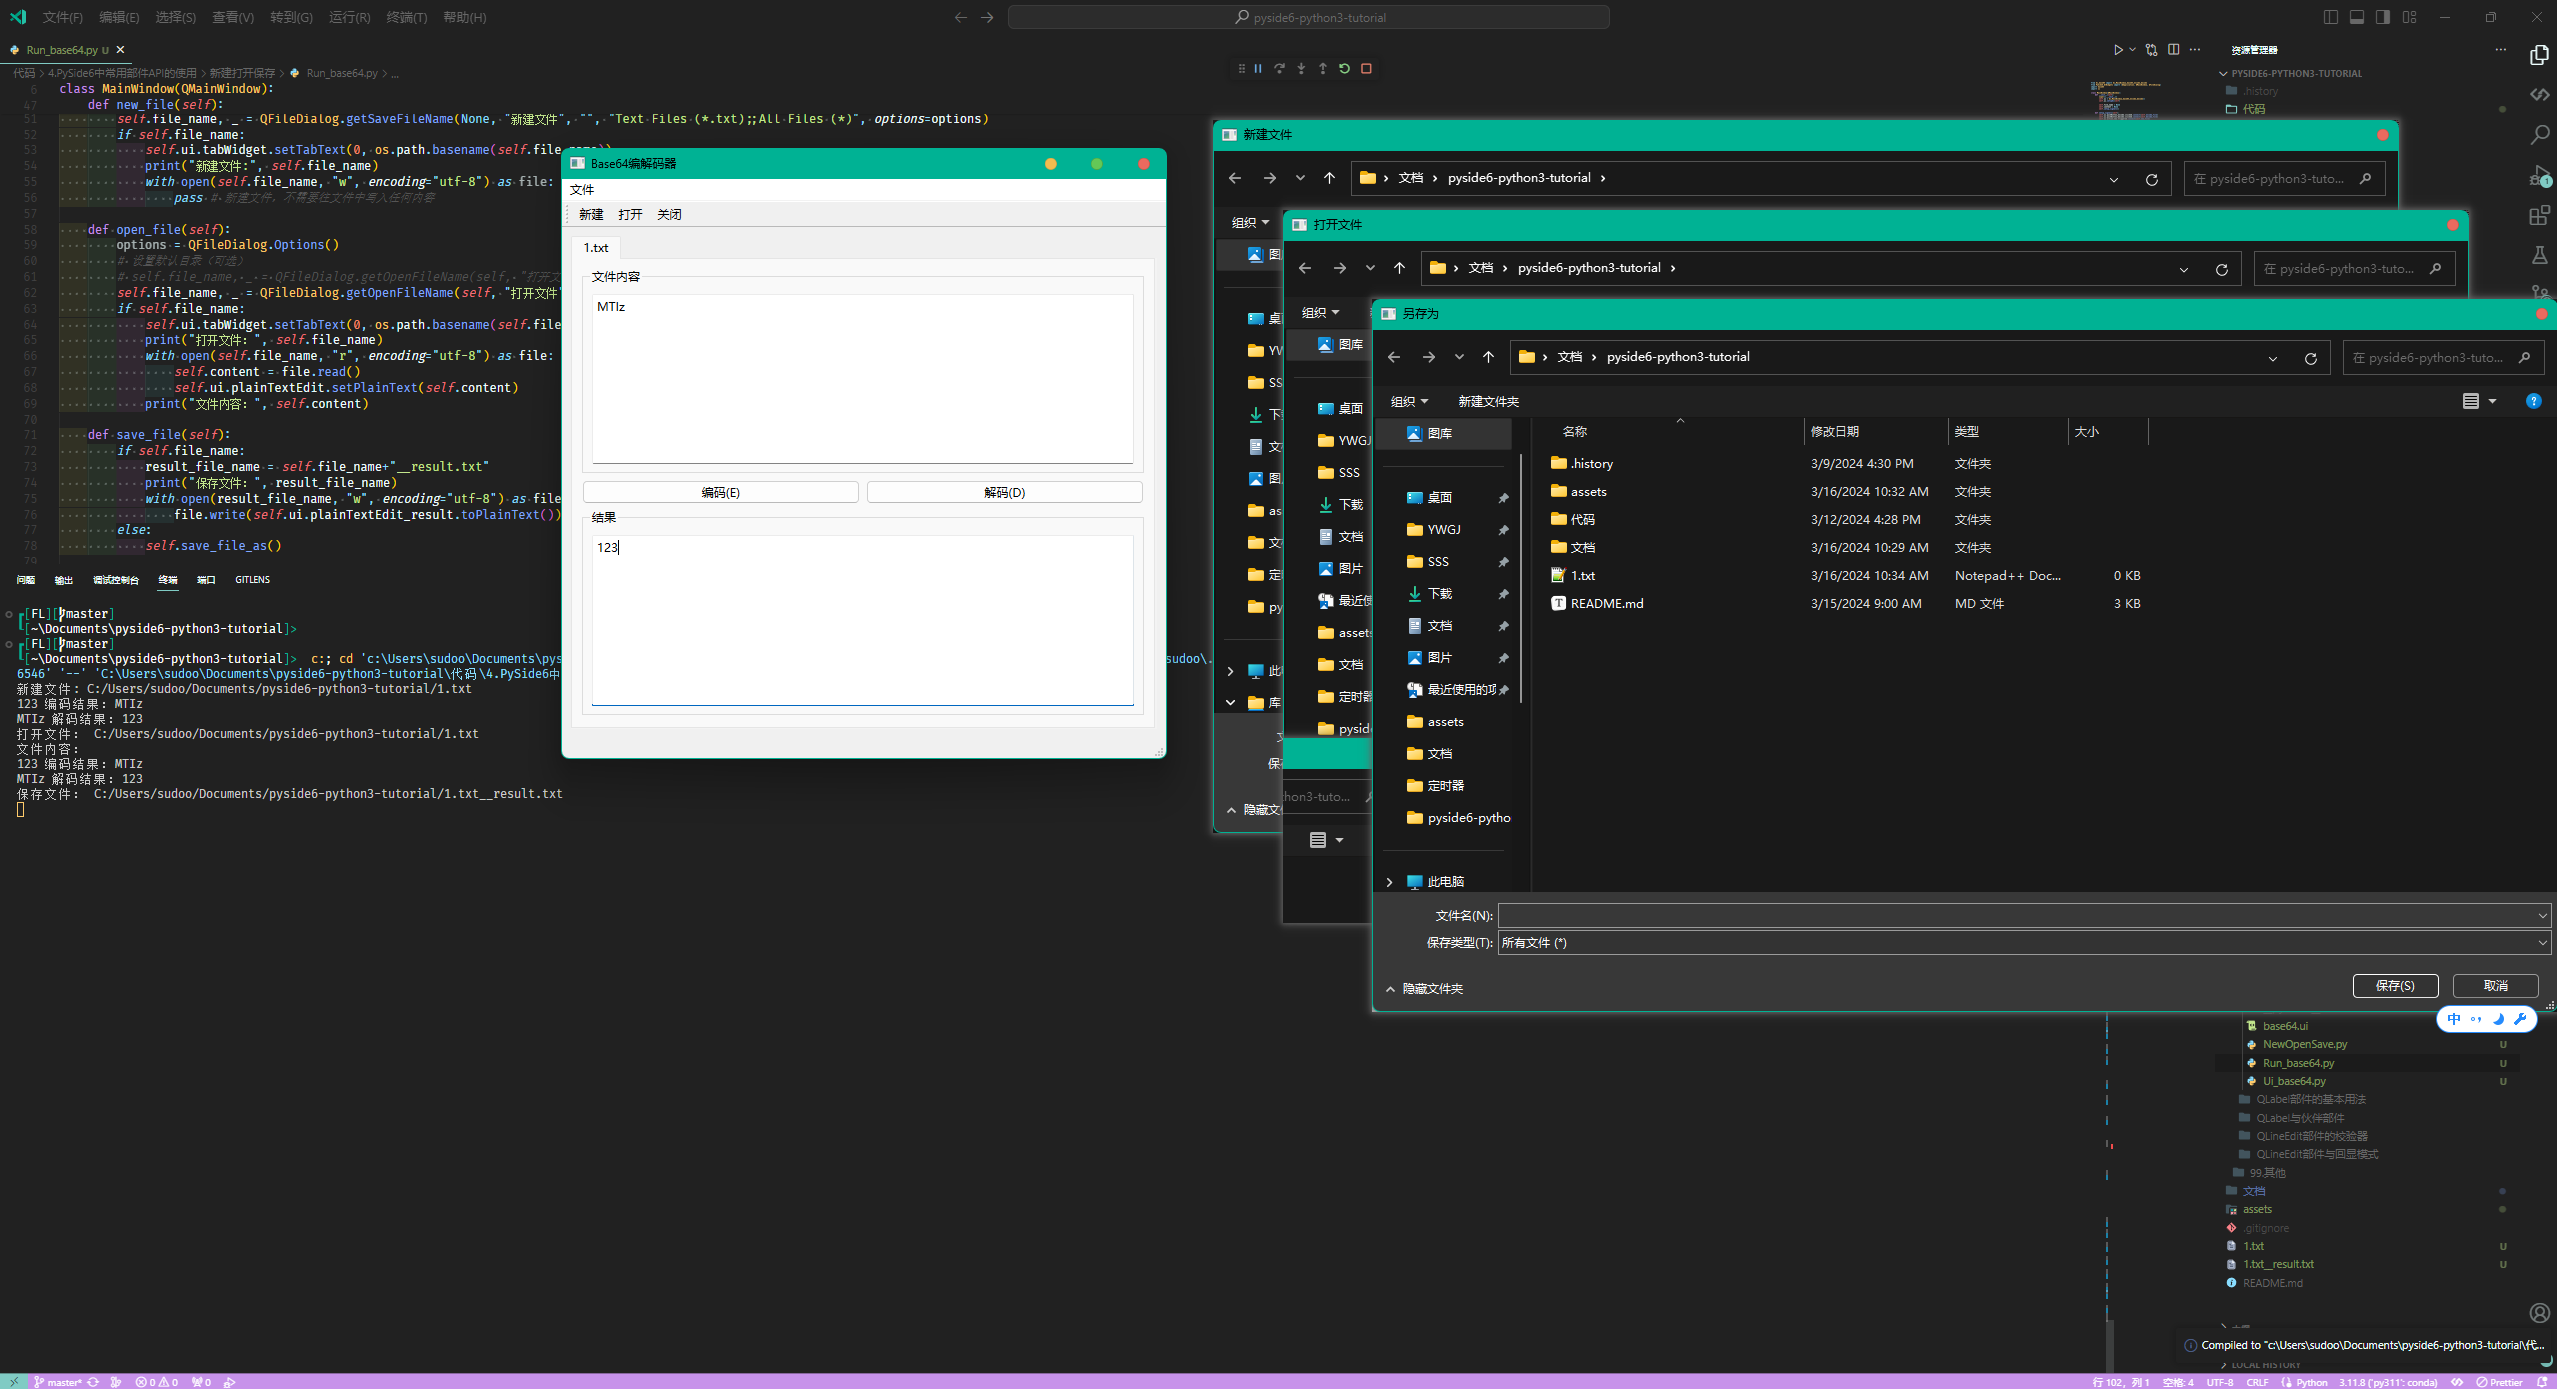 文件(F) 编辑(E) 选择(S) 查看(V) 转到(G) 运行(R) 终端(T) 帮助(H)
pyside6-python3-tutorial
Run_base64.py U
代码 > 4.PySide6中常用部件API的使用 > 新建打开保存 > Run_base64.py > ...
6 class MainWindow(QMainWindow):
47 def new_file(self):
51 self.file_name, _ = QFileDialog.getSaveFileName(None, "新建文件", "", "Text Files (*.txt);;All Files (*)", options=options)
52 if self.file_name:
53 self.ui.tabWidget.setTabText(0, os.path.basename(self.file_name))
54 print("新建文件:", self.file_name)
55 with open(self.file_name, "w", encoding="utf-8") as file:
56 pass # 新建文件，不需要往文件中写入任何内容
57
58 def open_file(self):
59 options = QFileDialog.Options()
60 # 设置默认目录（可选）
61 # self.file_name, _ = QFileDialog.getOpenFileName(self, "打开文
62 self.file_name, _ = QFileDialog.getOpenFileName(self, "打开文件"
63 if self.file_name:
64 self.ui.tabWidget.setTabText(0, os.path.basename(self.file
65 print("打开文件: ", self.file_name)
66 with open(self.file_name, "r", encoding="utf-8") as file:
67 self.content = file.read()
68 self.ui.plainTextEdit.setPlainText(self.content)
69 print("文件内容: ", self.content)
70
71 def save_file(self):
72 if self.file_name:
73 result_file_name = self.file_name+"__result.txt"
74 print("保存文件: ", result_file_name)
75 with open(result_file_name, "w", encoding="utf-8") as file
76 file.write(self.ui.plainTextEdit_result.toPlainText())
77 else:
78 self.save_file_as()
79
问题 输出 调试控制台 终端 端口 GITLENS
[FL][master]
[~\Documents\pyside6-python3-tutorial]>
[FL][master]
[~\Documents\pyside6-python3-tutorial]> c:; cd 'c:\Users\sudoo\Documents\pys
sudoo\.
6546' '--' 'C:\Users\sudoo\Documents\pyside6-python3-tutorial\代码\4.PySide6中
新建文件: C:/Users/sudoo/Documents/pyside6-python3-tutorial/1.txt
123 编码结果: MTIz
MTIz 解码结果: 123
打开文件: C:/Users/sudoo/Documents/pyside6-python3-tutorial/1.txt
文件内容:
123 编码结果: MTIz
MTIz 解码结果: 123
保存文件: C:/Users/sudoo/Documents/pyside6-python3-tutorial/1.txt__result.txt
Base64编解码器
文件
新建 打开 关闭
1.txt
文件内容
MTIz
编码(E) 解码(D)
结果
123
新建文件
文档 > pyside6-python3-tutorial >
在 pyside6-python3-tuto...
组织
打开文件
文档 > pyside6-python3-tutorial >
在 pyside6-python3-tuto...
组织
图库
桌面
YWGJ
SSS
下载
文档
图片
最近使
assets
文档
定时器
pyside
隐藏文
hon3-tuto...
另存为
文档 > pyside6-python3-tutorial
在 pyside6-python3-tuto...
组织 新建文件夹
图库
桌面
YWGJ
SSS
下载
文档
图片
最近使用的项
assets
文档
定时器
pyside6-pytho
此电脑
名称 修改日期 类型 大小
.history 3/9/2024 4:30 PM 文件夹
assets 3/16/2024 10:32 AM 文件夹
代码 3/12/2024 4:28 PM 文件夹
文档 3/16/2024 10:29 AM 文件夹
1.txt 3/16/2024 10:34 AM Notepad++ Doc... 0 KB
README.md 3/15/2024 9:00 AM MD 文件 3 KB
文件名(N):
保存类型(T): 所有文件 (*)
隐藏文件夹
保存(S) 取消
中
资源管理器
PYSIDE6-PYTHON3-TUTORIAL
.history
代码
1
base64.ui
NewOpenSave.py U
Run_base64.py U
Ui_base64.py U
QLabel部件的基本用法
QLabel与伙伴部件
QLineEdit部件的校验器
QLineEdit部件与回显模式
99.其他
文档
assets
.gitignore
1.txt U
1.txt__result.txt U
README.md
Compiled to "c:\Users\sudoo\Documents\pyside6-python3-tutorial\代...
LOCAL HISTORY
master* 0 0 0
行 102, 列 1 空格: 4 UTF-8 CRLF Python 3.11.8 ('py311': conda) Prettier